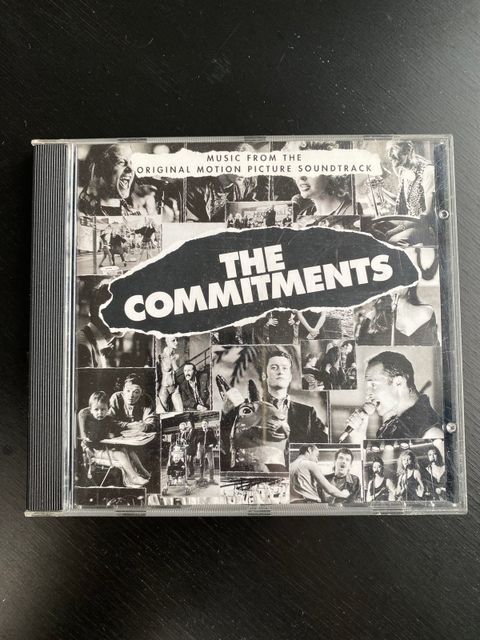 MUSIC FROM THE
ORIGINAL MOTION PICTURE SOUNDTRACK
THE
COMMITMENTS